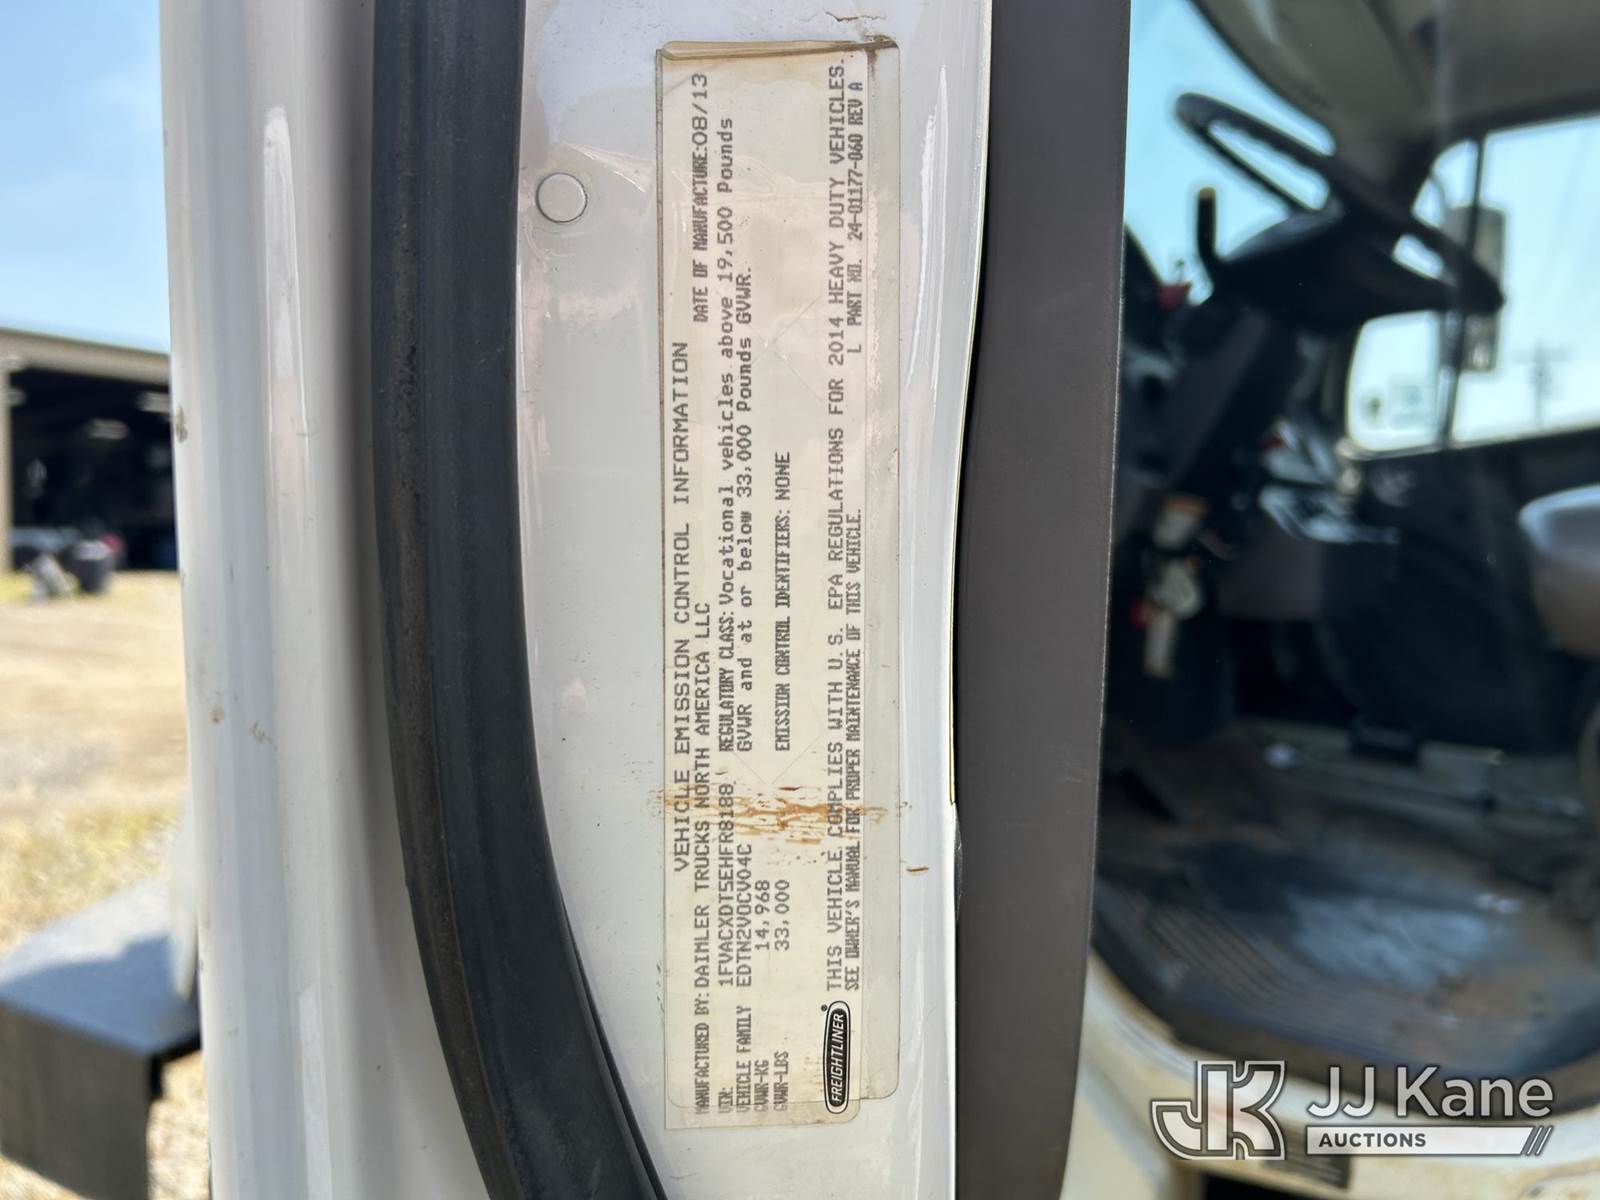 VEHICLE EMISSION CONTROL INFORMATION
MANUFACTURED BY: DAIMLER TRUCKS NORTH AMERICA LLC DATE OF MANUFACTURE: 08/13
VIN: 1FVACXDT5EHFR8188 REGULATORY CLASS: Vocational vehicles above 19,500 Pounds
VEHICLE FAMILY EDTN2VOCV04C GVWR and at or below 33,000 Pounds GVWR.
GVWR-KG 14,968
GVWR-LBS 33,000 EMISSION CONTROL IDENTIFIERS: NONE
THIS VEHICLE COMPLIES WITH U.S. EPA REGULATIONS FOR 2014 HEAVY DUTY VEHICLES.
SEE OWNER'S MANUAL FOR PROPER MAINTENANCE OF THIS VEHICLE. L PART NO. 24-01177-060 REV A
FREIGHTLINER®
JK JJ Kane
AUCTIONS